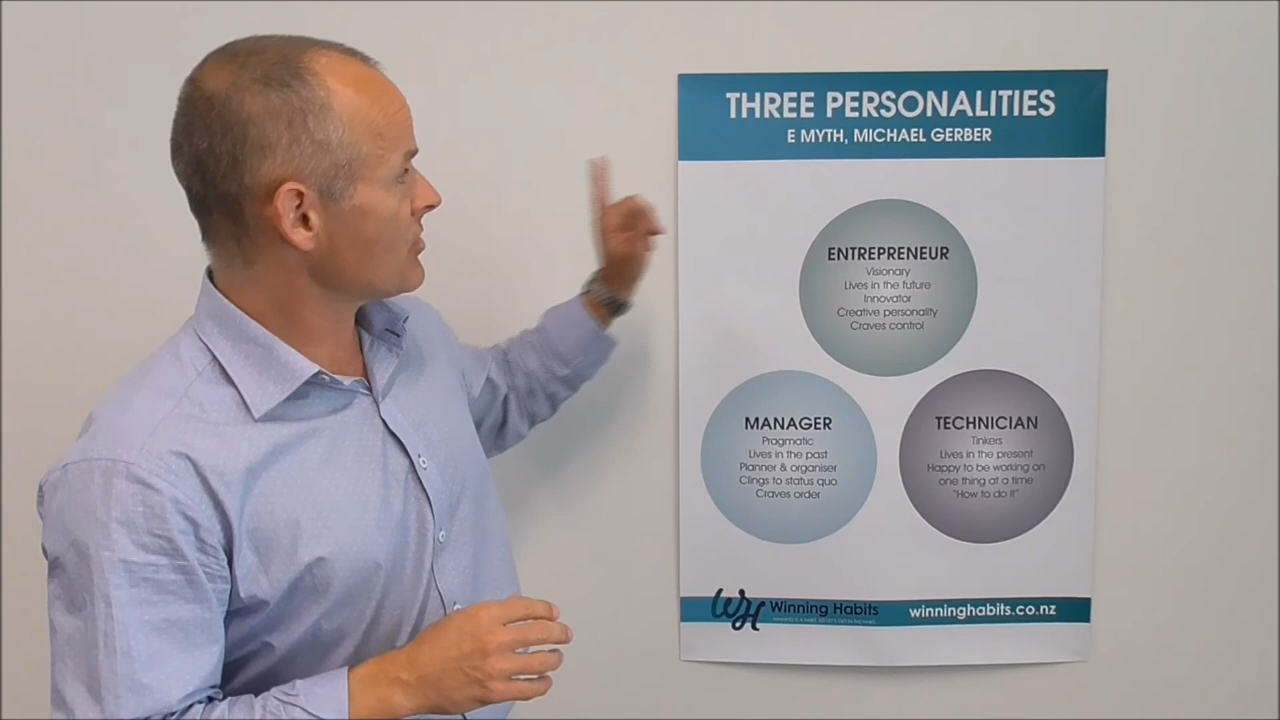 THREE PERSONALITIES
E MYTH, MICHAEL GERBER
ENTREPRENEUR
Visionary
Lives in the future
Innovator
Creative personality
Craves control
MANAGER
Pragmatic
Lives in the past
Planner & organiser
Clings to status quo
Craves order
TECHNICIAN
Tinkers
Lives in the present
Happy to be working on
one thing at a time
"How to do it"
WH Winning Habits
winninghabits.co.nz